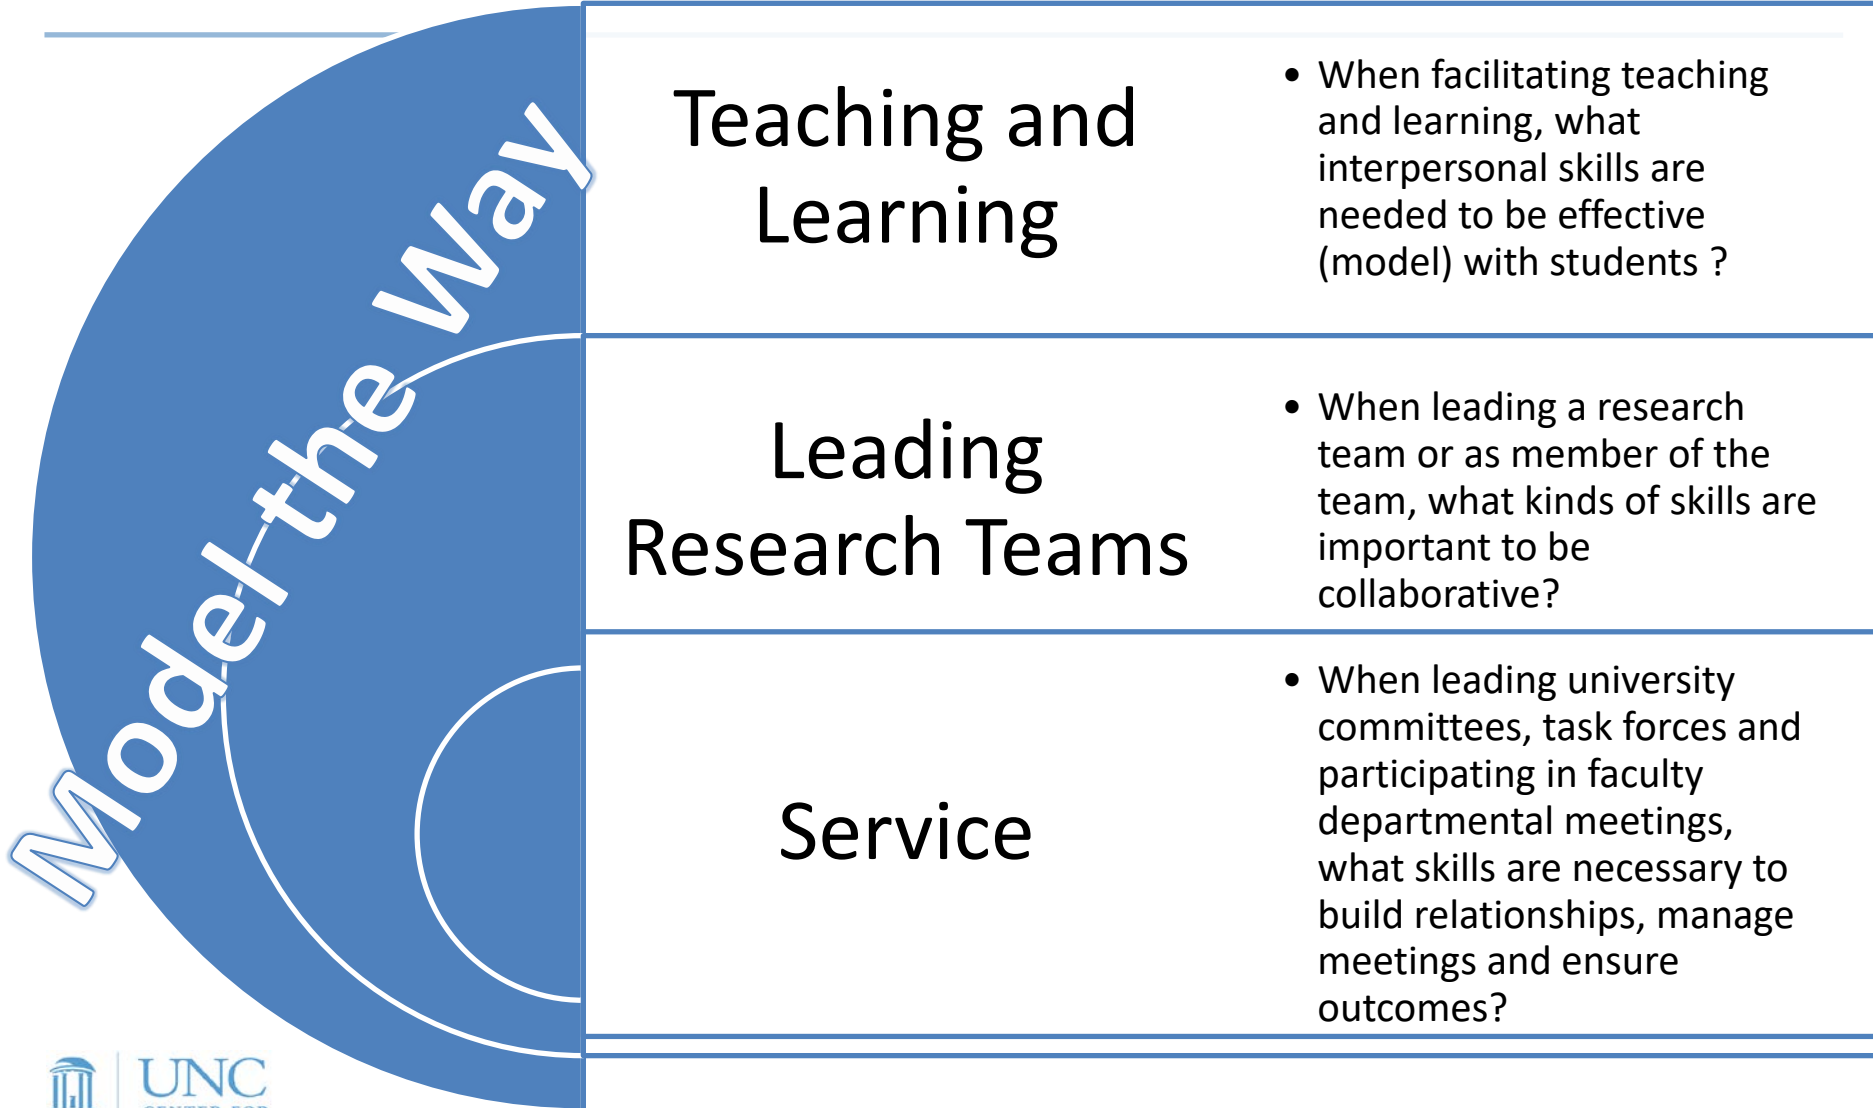 Model the Way
Teaching and
Learning
• When facilitating teaching
and learning, what
interpersonal skills are
needed to be effective
(model) with students ?
Leading
Research Teams
• When leading a research
team or as member of the
team, what kinds of skills are
important to be
collaborative?
Service
• When leading university
committees, task forces and
participating in faculty
departmental meetings,
what skills are necessary to
build relationships, manage
meetings and ensure
outcomes?
UNC
CENTER FOR